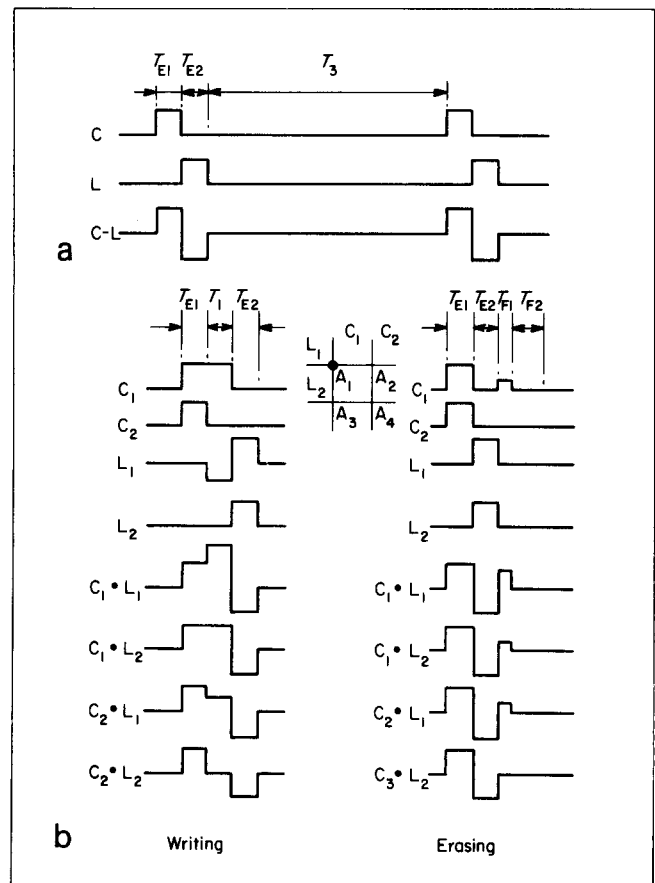 T_E1 T_E2 T_3
C
L
C-L
a
T_E1 T_1 T_E2
C_1 C_2
L_1
L_2
A_1 A_2
A_3 A_4
T_E1 T_E2 T_F1 T_F2
C_1
C_2
L_1
L_2
C_1•L_1
C_1•L_2
C_2•L_1
C_2•L_2
C_1
C_2
L_1
L_2
C_1•L_1
C_1•L_2
C_2•L_1
C_3•L_2
b
Writing Erasing